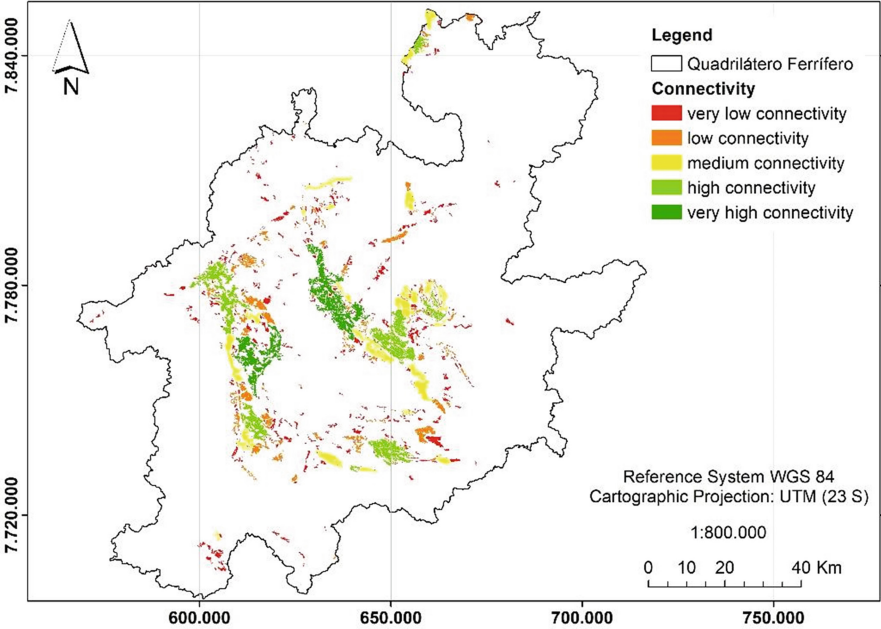 7.840.000
7.780.000
7.720.000
N
Legend
Quadrilátero Ferrífero
Connectivity
very low connectivity
low connectivity
medium connectivity
high connectivity
very high connectivity
Reference System WGS 84
Cartographic Projection: UTM (23 S)
1:800.000
0 10 20 40 Km
600.000 650.000 700.000 750.000